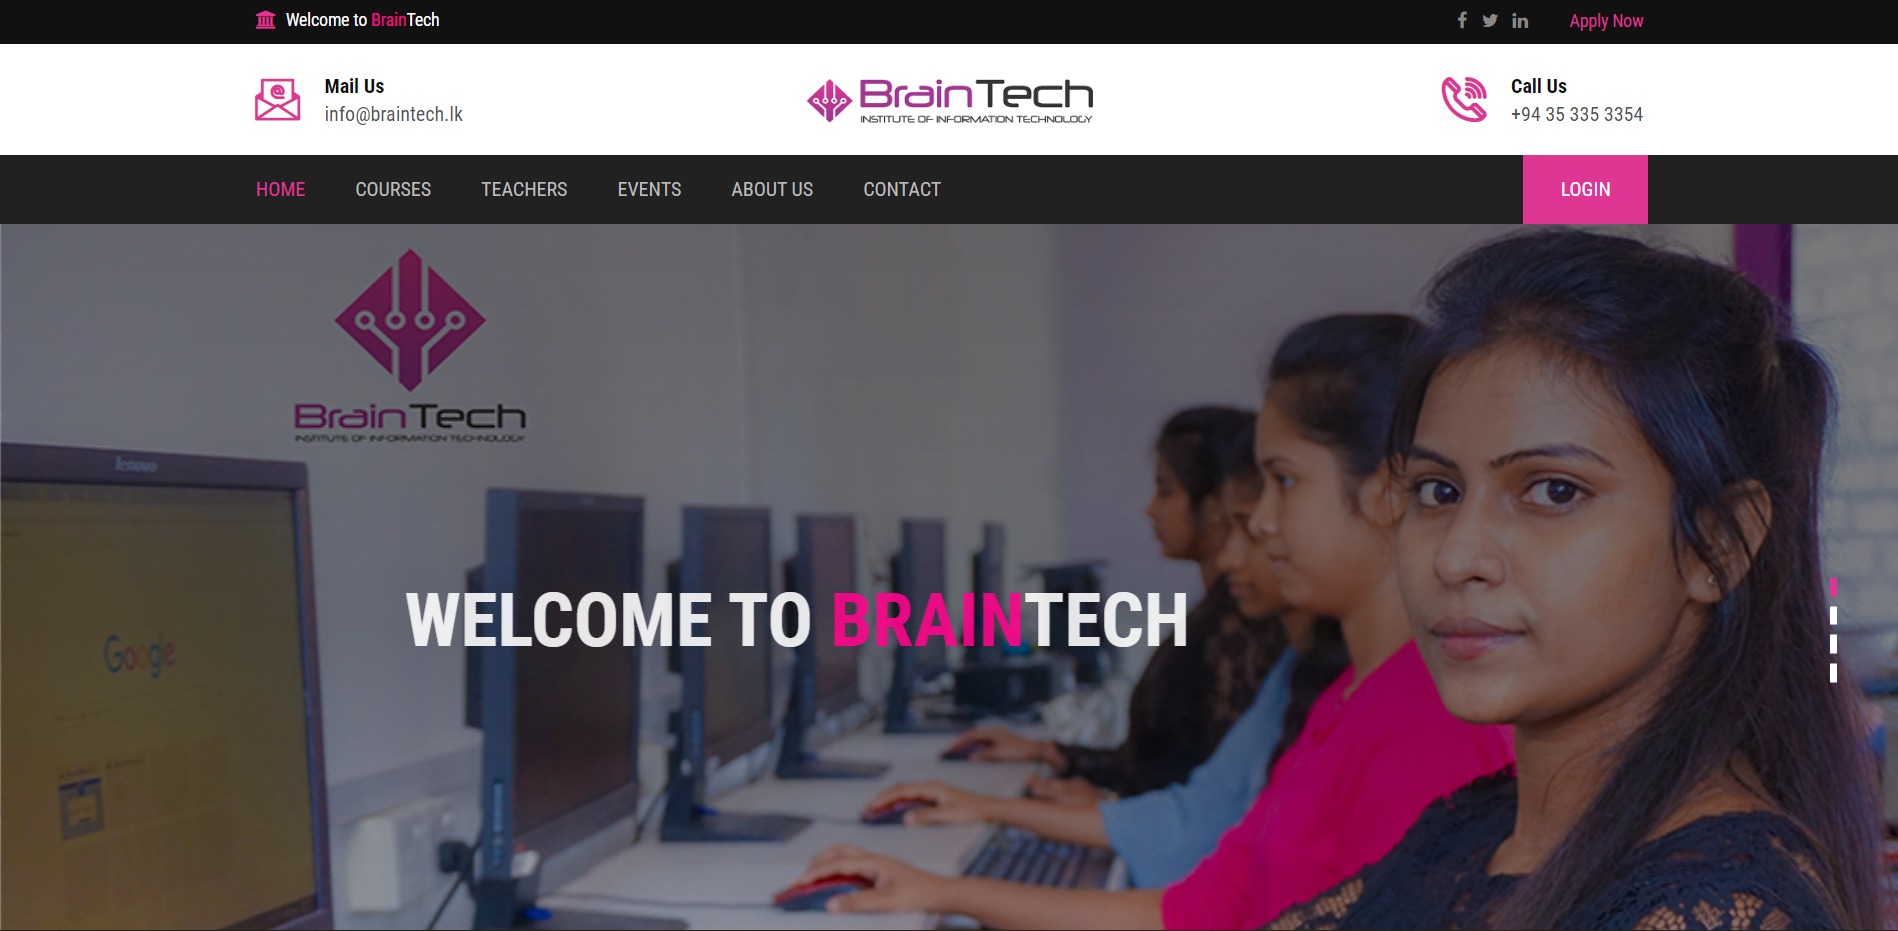 Welcome to BrainTech
Apply Now
Mail Us
info@braintech.lk
BrainTech
INSTITUTE OF INFORMATION TECHNOLOGY
Call Us
+94 35 335 3354
HOME
COURSES
TEACHERS
EVENTS
ABOUT US
CONTACT
LOGIN
BrainTech
INSTITUTE OF INFORMATION TECHNOLOGY
lenovo
Google
WELCOME TO BRAINTECH